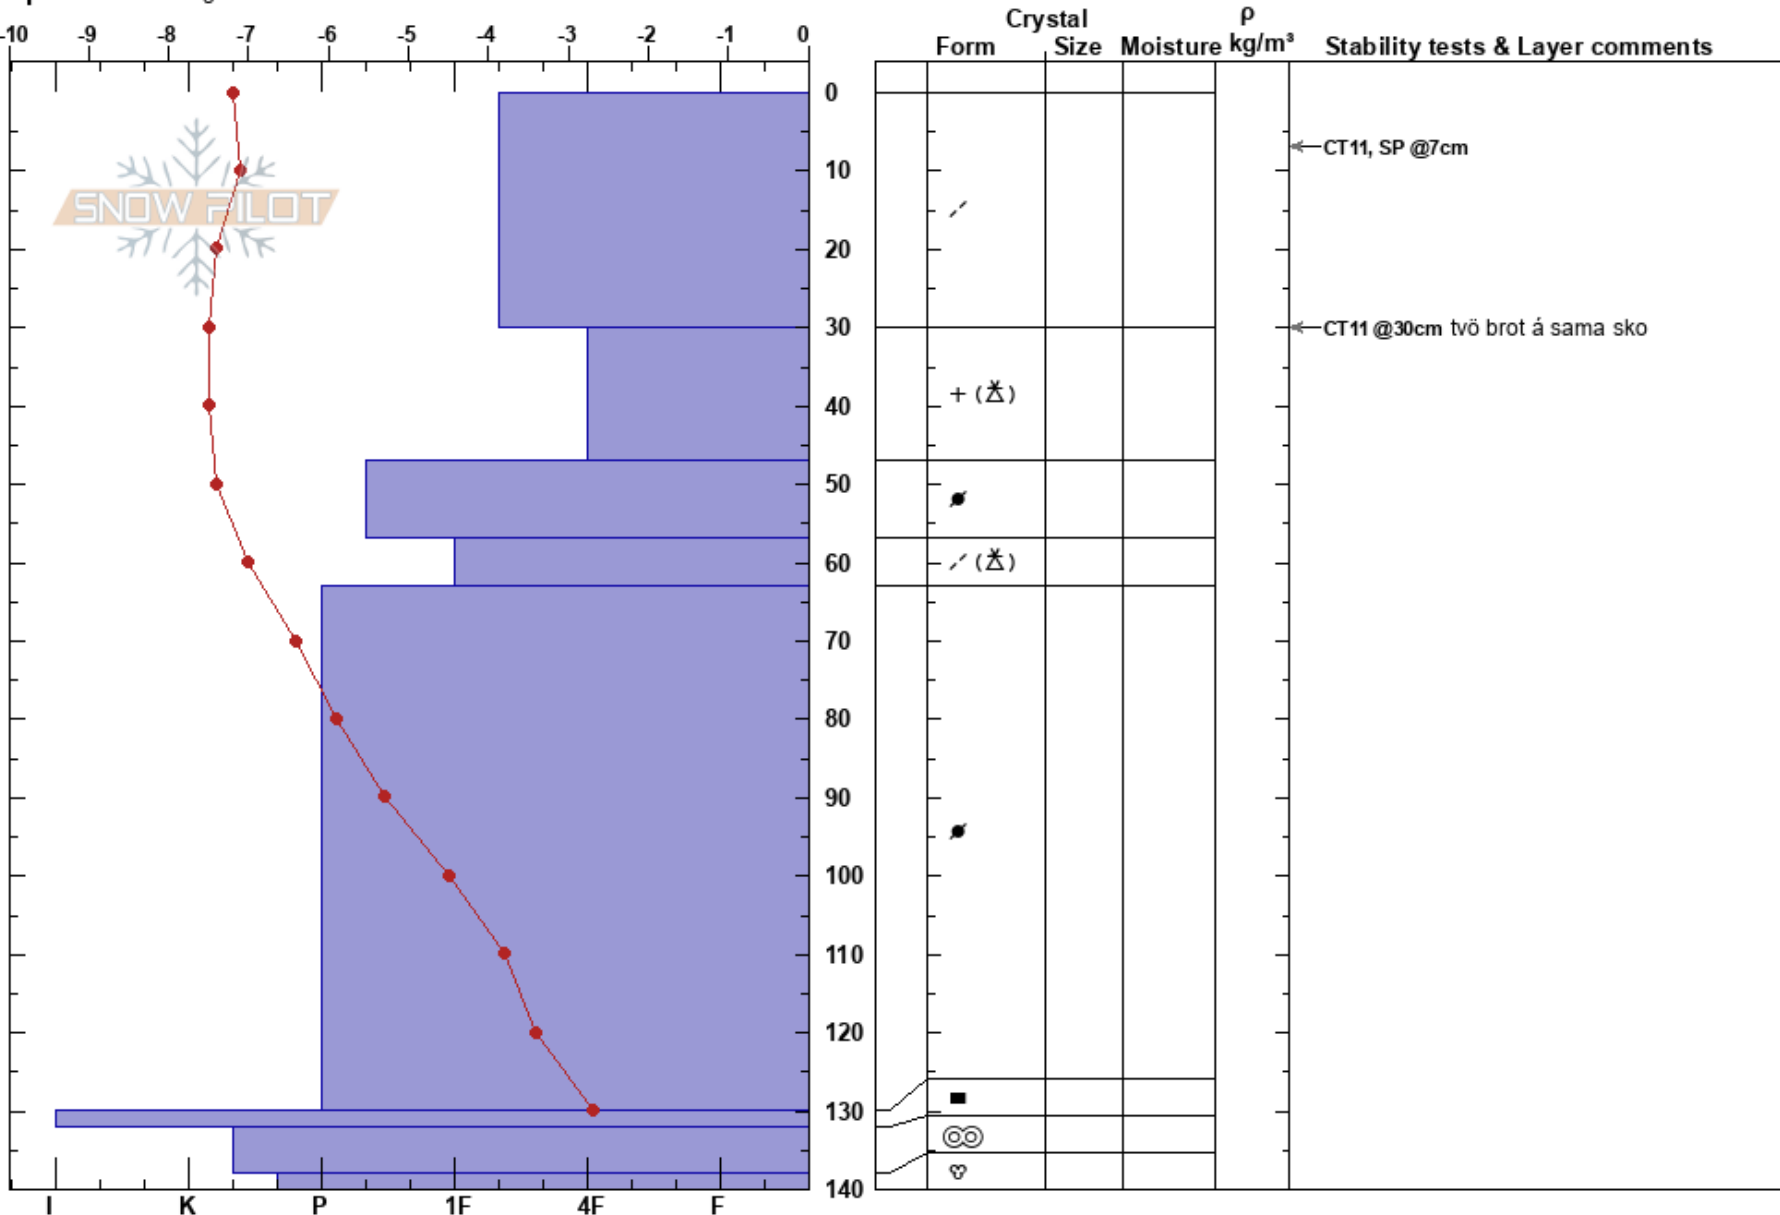 Crystal ρ
-10 -9 -8 -7 -6 -5 -4 -3 -2 -1 0 Form Size Moisture kg/m³ Stability tests & Layer comments
0
CT11, SP @7cm
10
SNOW PILOT
20
30 CT11 @30cm tvö brot á sama sko
40
50
60
70
80
90
100
110
120
130
140
I K P 1F 4F F